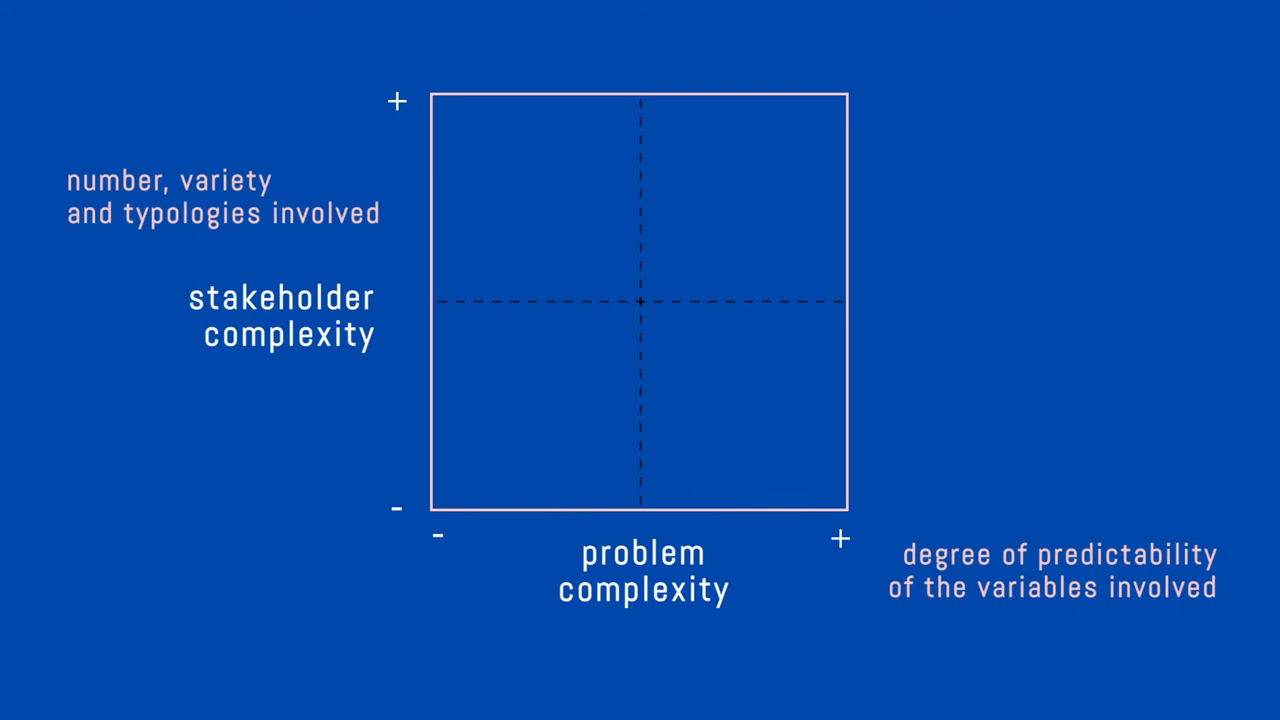 +
number, variety
and typologies involved
stakeholder
complexity
-
-
+
problem
complexity
degree of predictability
of the variables involved